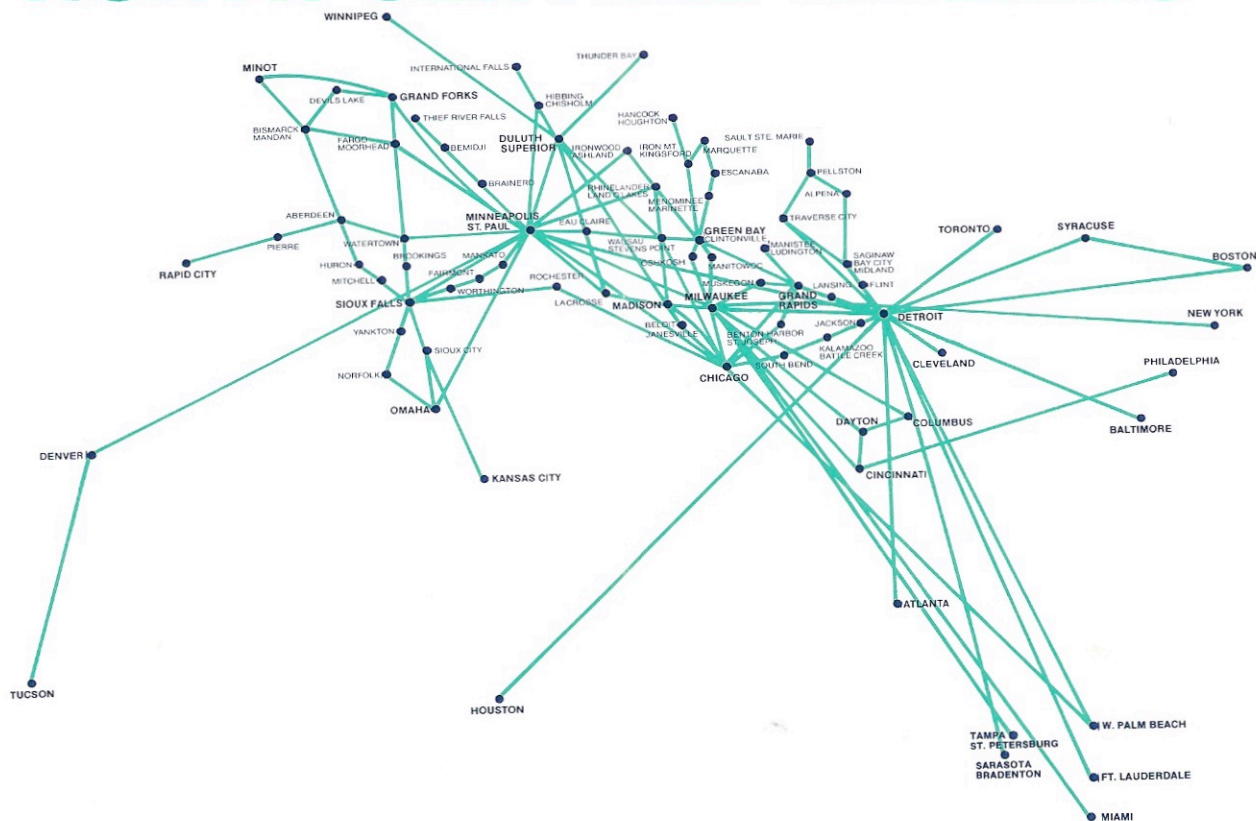 WINNIPEG
THUNDER BAY
INTERNATIONAL FALLS
MINOT
DEVILS LAKE
GRAND FORKS
HIBBING
CHISHOLM
THIEF RIVER FALLS
HANCOCK
HOUGHTON
BISMARCK
MANDAN
FARGO
MOORHEAD
DULUTH
SUPERIOR
IRONWOOD
ASHLAND
IRON MT.
KINGSFORD
MARQUETTE
SAULT STE. MARIE
BEMIDJI
ESCANABA
PELLSTON
BRAINERD
RHINELANDER
LAND O LAKES
MENOMINEE
MARINETTE
ALPENA
ABERDEEN
MINNEAPOLIS
ST. PAUL
EAU CLAIRE
GREEN BAY
CLINTONVILLE
TRAVERSE CITY
TORONTO
SYRACUSE
PIERRE
WATERTOWN
WAUSAU
STEVENS POINT
MANISTEE
LUDINGTON
BOSTON
RAPID CITY
HURON
BROOKINGS
MANKATO
OSHKOSH
MANITOWOC
SAGINAW
BAY CITY
MIDLAND
MITCHELL
FAIRMONT
WORTHINGTON
ROCHESTER
MUSKEGON
LANSING
FLINT
SIOUX FALLS
LACROSSE
MADISON
MILWAUKEE
GRAND
RAPIDS
DETROIT
NEW YORK
YANKTON
BELOIT
JANESVILLE
BENTON HARBOR
ST. JOSEPH
JACKSON
KALAMAZOO
BATTLE CREEK
SIOUX CITY
SOUTH BEND
CLEVELAND
PHILADELPHIA
NORFOLK
CHICAGO
OMAHA
DAYTON
COLUMBUS
BALTIMORE
DENVER
KANSAS CITY
CINCINNATI
ATLANTA
TUCSON
HOUSTON
W. PALM BEACH
TAMPA
ST. PETERSBURG
SARASOTA
BRADENTON
FT. LAUDERDALE
MIAMI